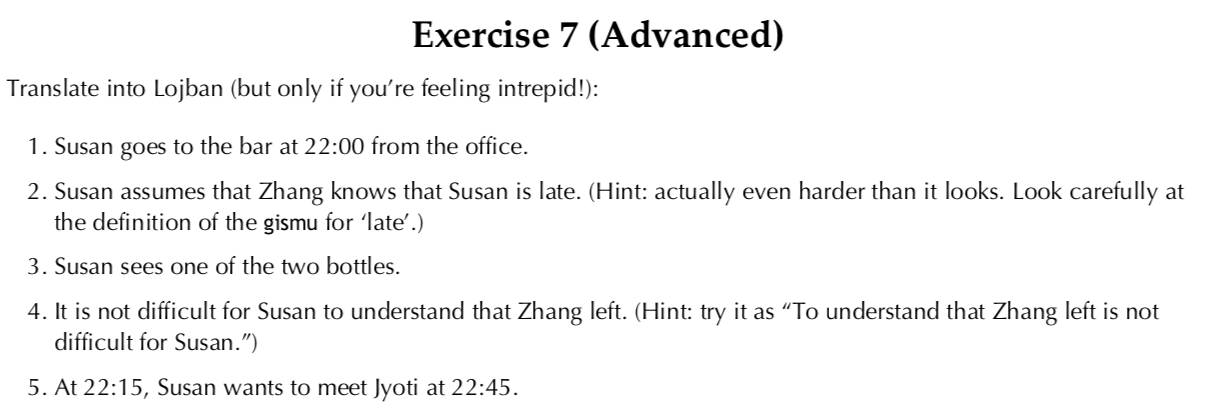 Exercise 7 (Advanced)
Translate into Lojban (but only if you’re feeling intrepid!):
1. Susan goes to the bar at 22:00 from the office.
2. Susan assumes that Zhang knows that Susan is late. (Hint: actually even harder than it looks. Look carefully at
the definition of the gismu for ‘late’.)
3. Susan sees one of the two bottles.
4. It is not difficult for Susan to understand that Zhang left. (Hint: try it as “To understand that Zhang left is not
difficult for Susan.”)
5. At 22:15, Susan wants to meet Jyoti at 22:45.